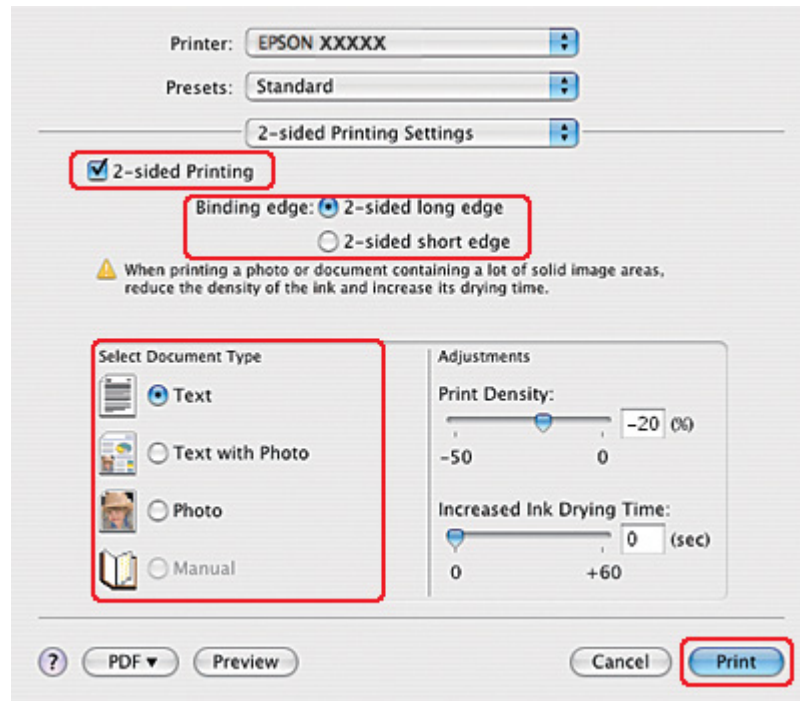 Printer: EPSON XXXXX
Presets: Standard
2-sided Printing Settings
2-sided Printing
Binding edge: 2-sided long edge
2-sided short edge
When printing a photo or document containing a lot of solid image areas,
reduce the density of the ink and increase its drying time.
Select Document Type
Text
Text with Photo
Photo
Manual
Adjustments
Print Density:
-20 (%)
-50 0
Increased Ink Drying Time:
0 (sec)
0 +60
? PDF Preview Cancel Print